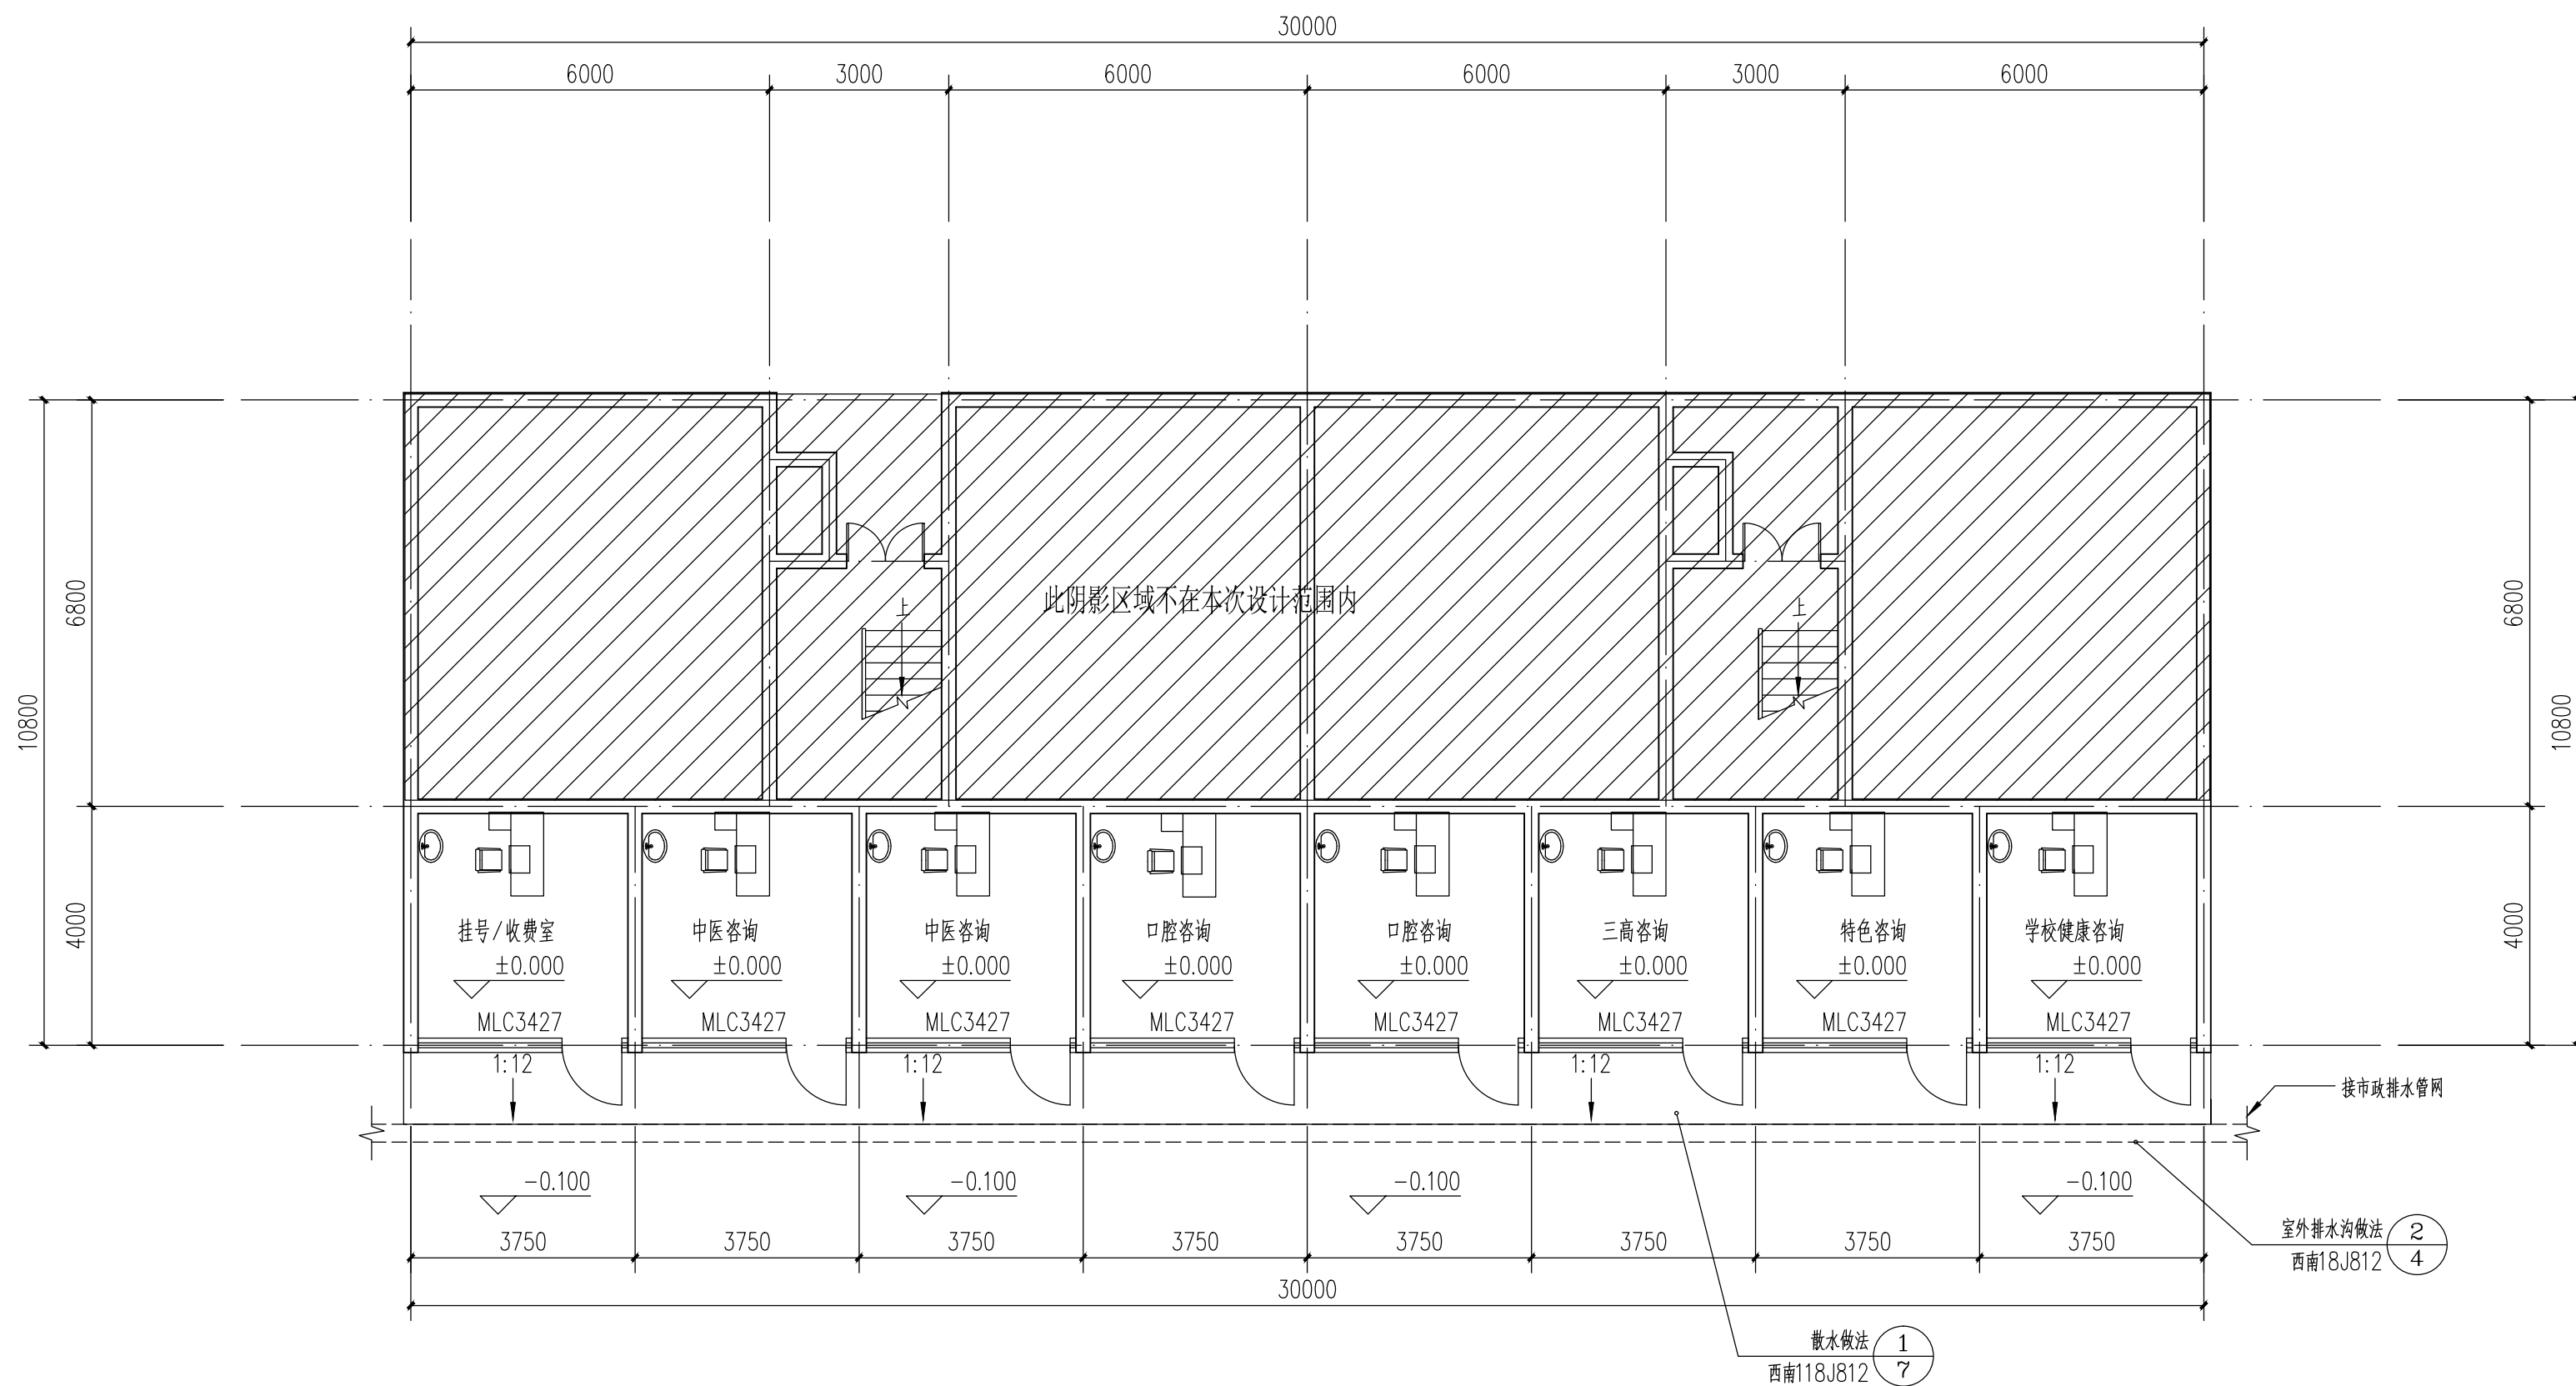 30000
6000
3000
6000
6000
3000
6000
10800
6800
4000
此阴影区域不在本次设计范围内
上
上
6800
4000
10800
挂号/收费室
中医咨询
中医咨询
口腔咨询
口腔咨询
三高咨询
特色咨询
学校健康咨询
±0.000
±0.000
±0.000
±0.000
±0.000
±0.000
±0.000
±0.000
MLC3427
MLC3427
MLC3427
MLC3427
MLC3427
MLC3427
MLC3427
MLC3427
1:12
1:12
1:12
1:12
接市政排水管网
-0.100
-0.100
-0.100
-0.100
3750
3750
3750
3750
3750
3750
3750
3750
室外排水沟做法
西南18J812
2
4
30000
散水做法
西南118J812
1
7